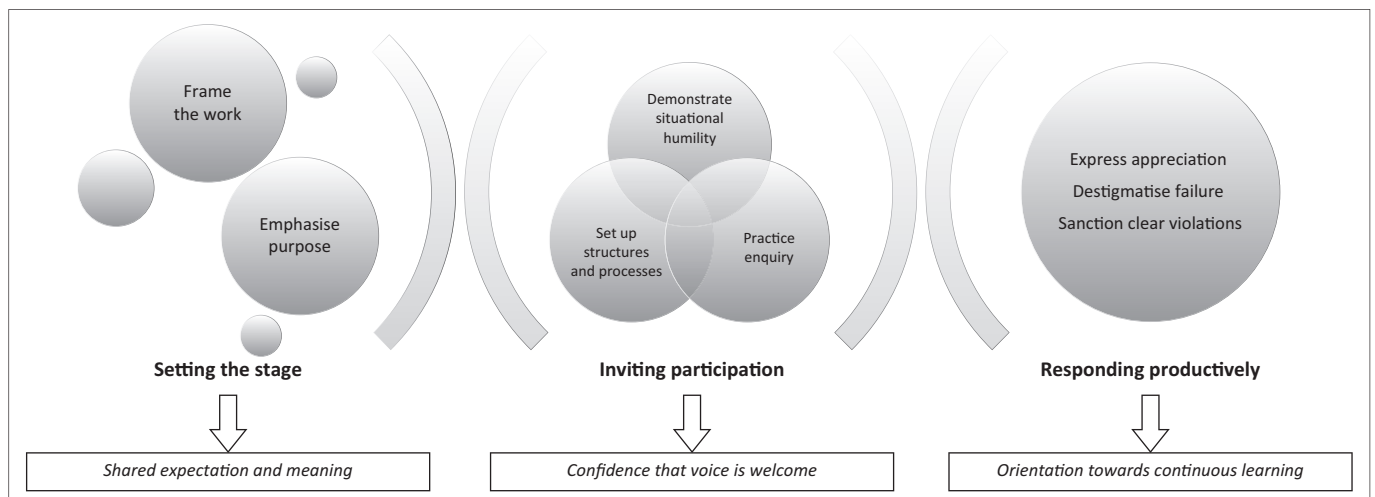 Frame
the work
Emphasise
purpose
Setting the stage
Shared expectation and meaning
Demonstrate
situational
humility
Set up
structures
and processes
Practice
enquiry
Inviting participation
Confidence that voice is welcome
Express appreciation
Destigmatise failure
Sanction clear violations
Responding productively
Orientation towards continuous learning